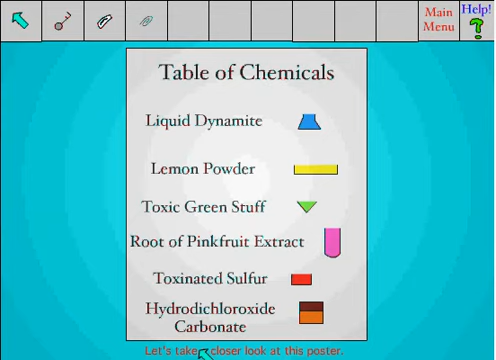 Main
Menu
Help!
Table of Chemicals
Liquid Dynamite
Lemon Powder
Toxic Green Stuff
Root of Pinkfruit Extract
Toxinated Sulfur
Hydrodichloroxide
Carbonate
Let's take closer look at this poster.